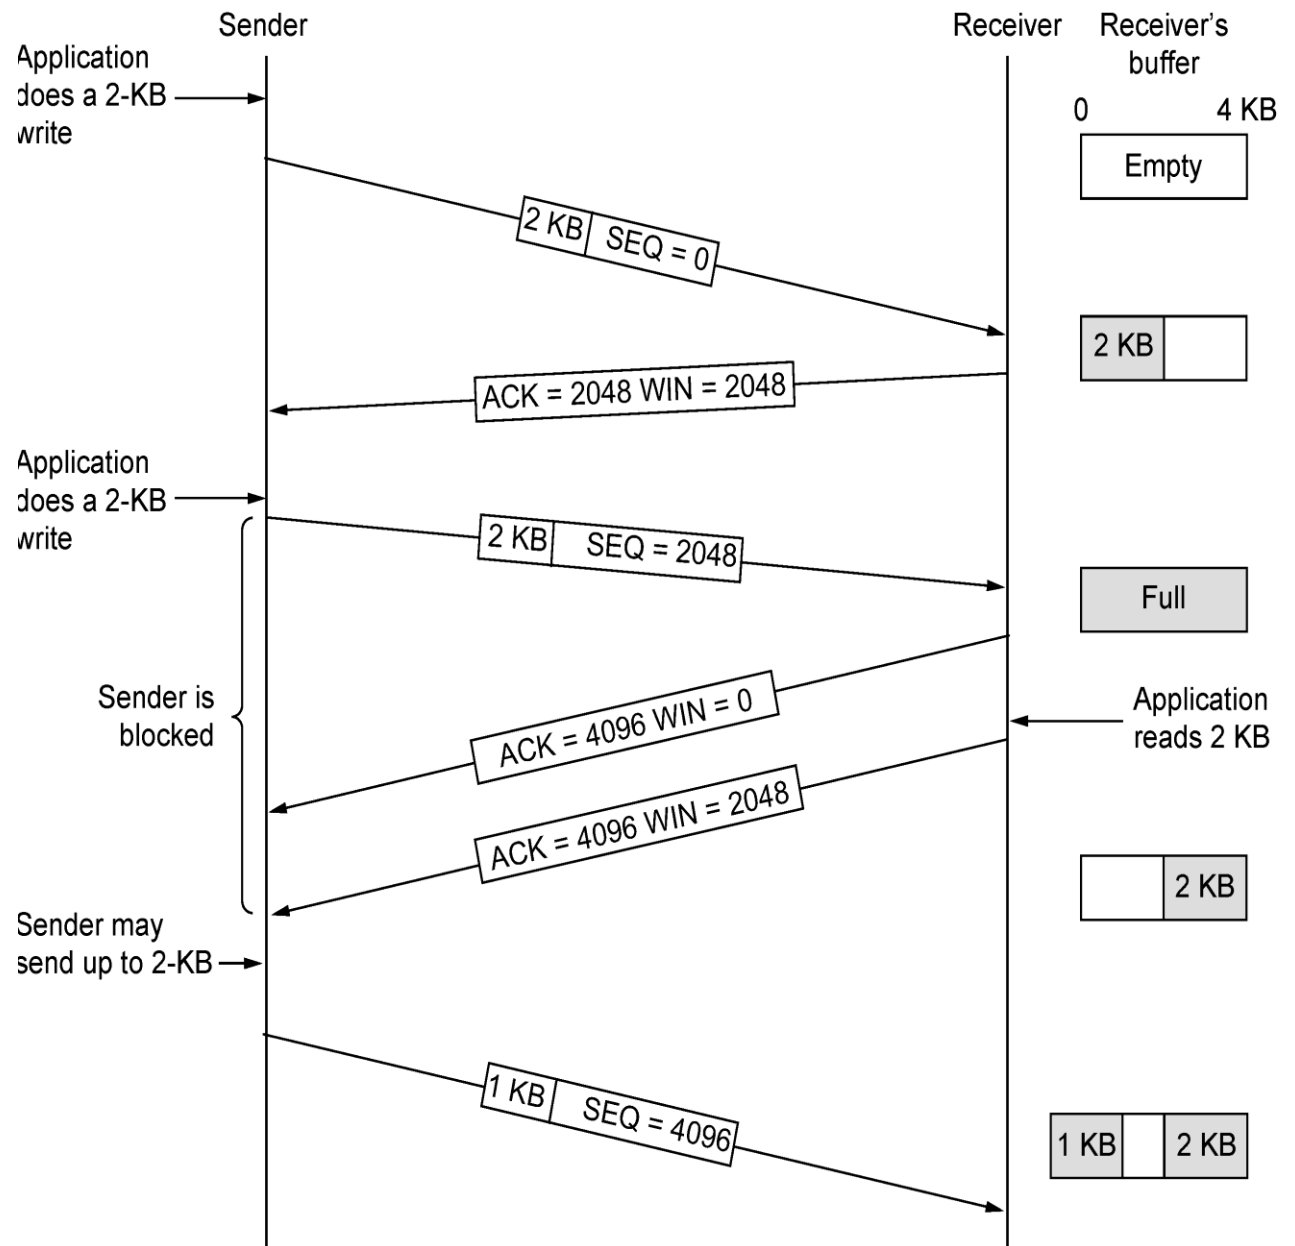 Sender
Receiver
Receiver's
buffer
Application
does a 2-KB
write
0
4 KB
Empty
2 KB
SEQ = 0
2 KB
ACK = 2048 WIN = 2048
Application
does a 2-KB
write
2 KB
SEQ = 2048
Full
Sender is
blocked
ACK = 4096 WIN = 0
Application
reads 2 KB
ACK = 4096 WIN = 2048
2 KB
Sender may
send up to 2-KB
1 KB
SEQ = 4096
1 KB
2 KB